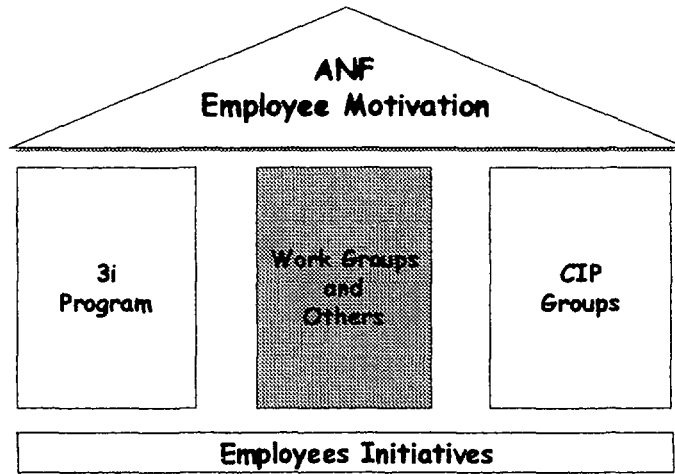 ANF
Employee Motivation
3i
Program
Work Groups
and
Others
CIP
Groups
Employees Initiatives